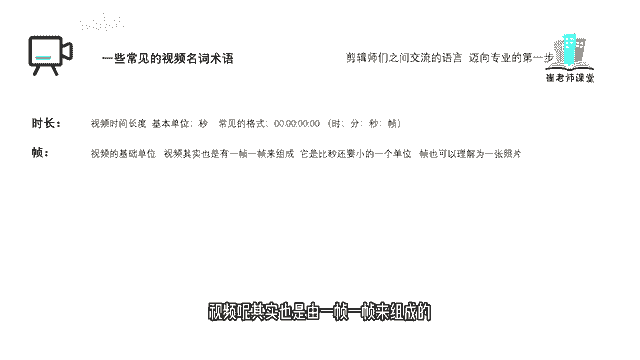 一些常见的视频名词术语
剪辑师们之间交流的语言 迈向专业的第一步
崔老师课堂
时长： 视频时间长度 基本单位：秒 常见的格式：00:00:00:00 （时：分：秒：帧）
帧： 视频的基础单位 视频其实也是有一帧一帧来组成 它是比秒还要小的一个单位 帧也可以理解为一张照片
视频呢其实也是由一帧一帧来组成的